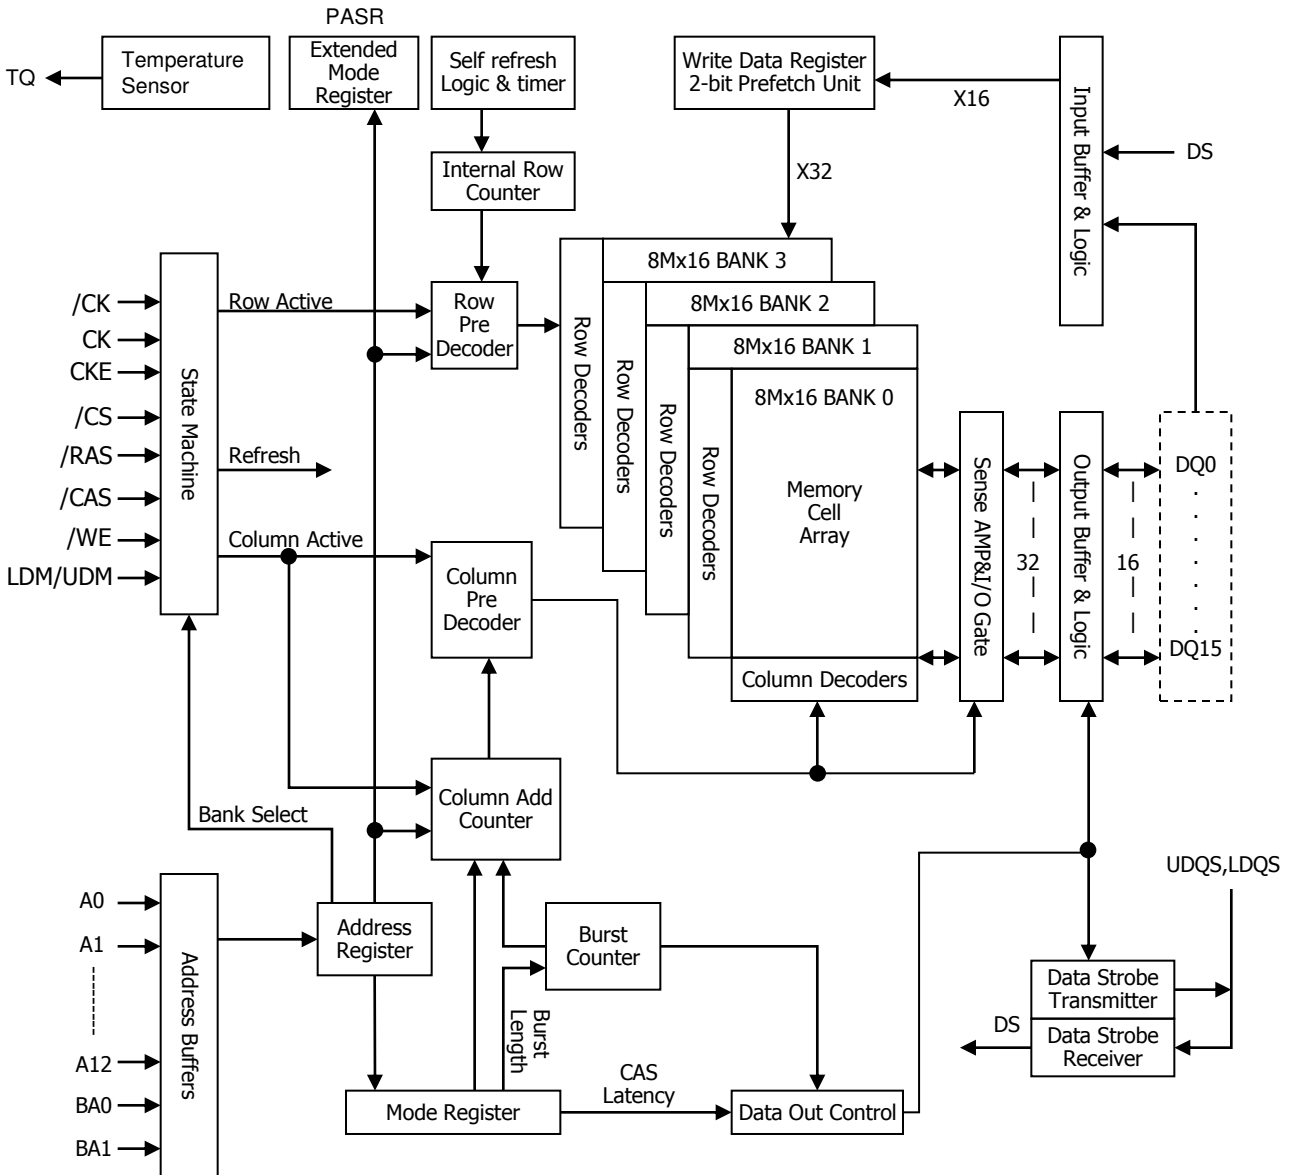 PASR
TQ
Temperature
Sensor
Extended
Mode
Register
Self refresh
Logic & timer
Write Data Register
2-bit Prefetch Unit
X16
Input Buffer & Logic
DS
Internal Row
Counter
X32
/CK
CK
CKE
/CS
/RAS
/CAS
/WE
LDM/UDM
State Machine
Row Active
Refresh
Column Active
Row
Pre
Decoder
Row Decoders
Row Decoders
Row Decoders
Row Decoders
8Mx16 BANK 3
8Mx16 BANK 2
8Mx16 BANK 1
8Mx16 BANK 0
Memory
Cell
Array
Column Decoders
Sense AMP&I/O Gate
32
Output Buffer & Logic
16
DQ0
DQ15
Column
Pre
Decoder
Column Add
Counter
Bank Select
A0
A1
A12
BA0
BA1
Address Buffers
Address
Register
Burst
Counter
Burst
Length
Mode Register
CAS
Latency
Data Out Control
UDQS,LDQS
Data Strobe
Transmitter
DS
Data Strobe
Receiver